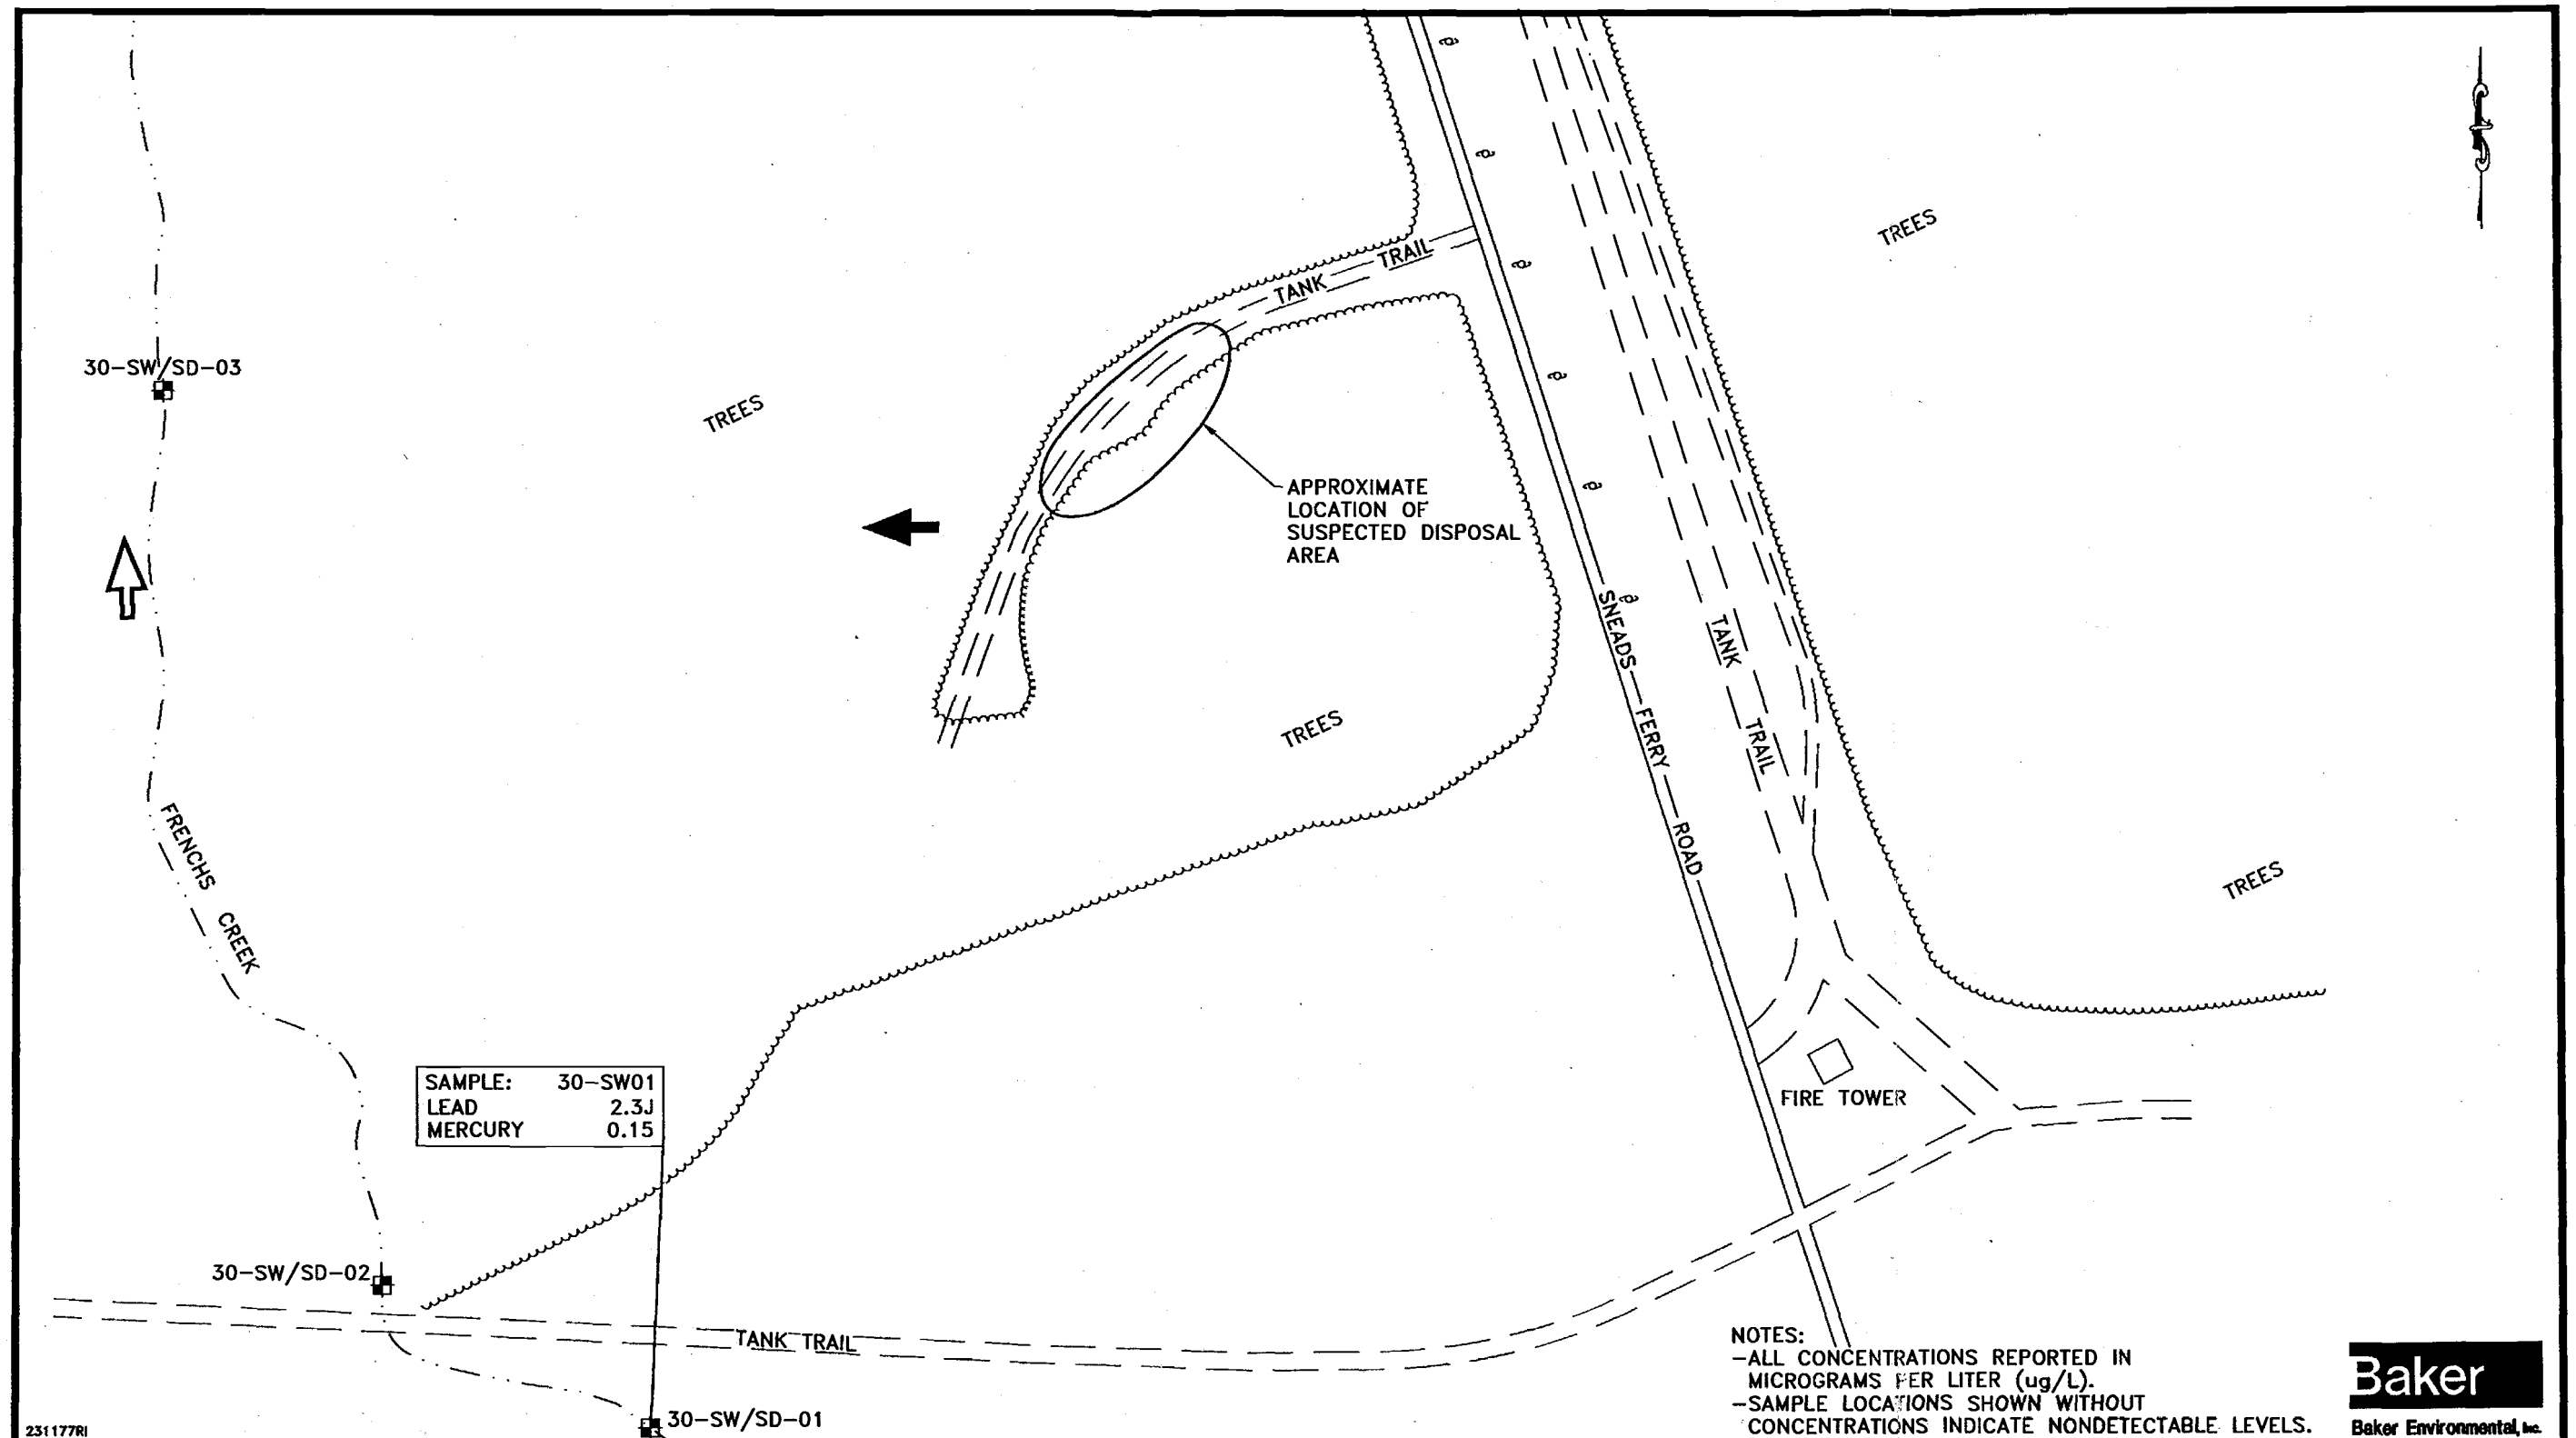 TREES
TANK TRAIL
30-SW/SD-03
TREES
APPROXIMATE
LOCATION OF
SUSPECTED DISPOSAL
AREA
SNEADS FERRY ROAD
TANK TRAIL
TREES
FRENCHS CREEK
TREES
SAMPLE: 30-SW01
LEAD 2.3J
MERCURY 0.15
FIRE TOWER
30-SW/SD-02
TANK TRAIL
30-SW/SD-01
NOTES:
-ALL CONCENTRATIONS REPORTED IN
MICROGRAMS PER LITER (ug/L).
-SAMPLE LOCATIONS SHOWN WITHOUT
CONCENTRATIONS INDICATE NONDETECTABLE LEVELS.
Baker
Baker Environmental, Inc.
231177RI